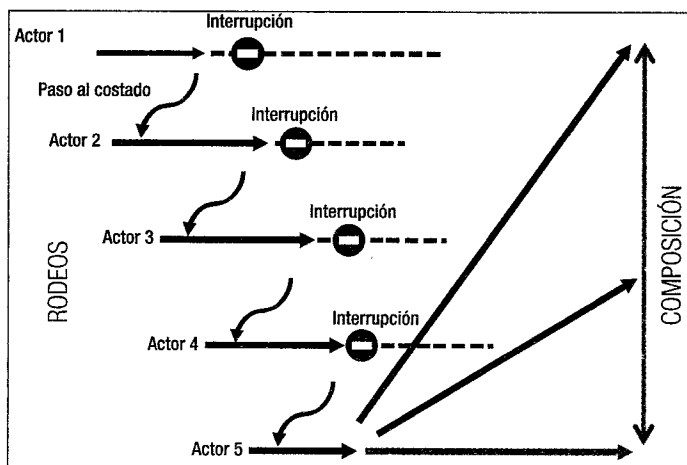 Interrupción
Actor 1
Paso al costado
Interrupción
Actor 2
Interrupción
Actor 3
Interrupción
Actor 4
Actor 5
RODEOS
COMPOSICIÓN